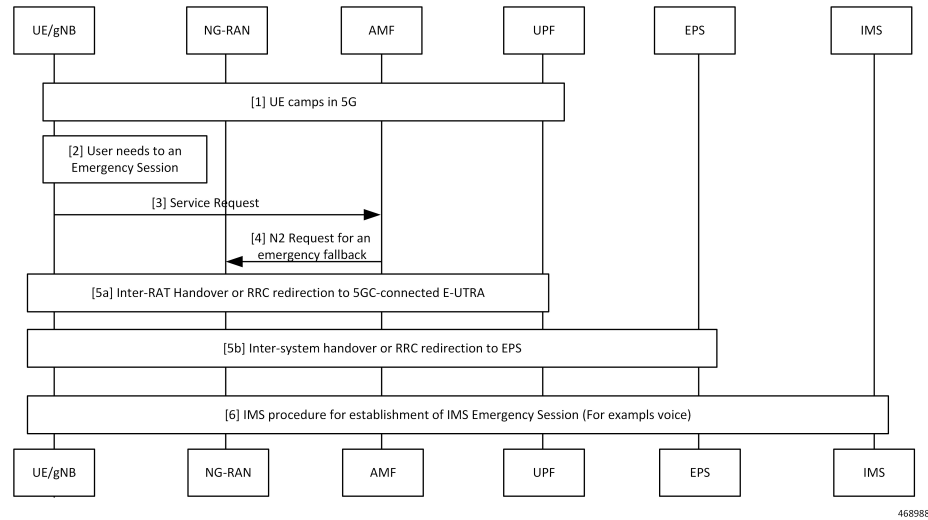 UE/gNB NG-RAN AMF UPF EPS IMS
[1] UE camps in 5G
[2] User needs to an
Emergency Session
[3] Service Request
[4] N2 Request for an
emergency fallback
[5a] Inter-RAT Handover or RRC redirection to 5GC-connected E-UTRA
[5b] Inter-system handover or RRC redirection to EPS
[6] IMS procedure for establishment of IMS Emergency Session (For exampls voice)
UE/gNB NG-RAN AMF UPF EPS IMS
468988